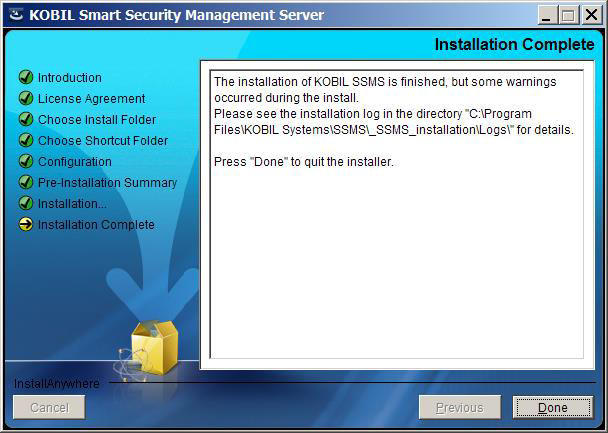 KOBIL Smart Security Management Server
Installation Complete
Introduction
License Agreement
Choose Install Folder
Choose Shortcut Folder
Configuration
Pre-Installation Summary
Installation...
Installation Complete
The installation of KOBIL SSMS is finished, but some warnings
occurred during the install.
Please see the installation log in the directory "C:\Program
Files\KOBIL Systems\SSMS\_SSMS_installation\Logs\" for details.
Press "Done" to quit the installer.
InstallAnywhere
Cancel
Previous
Done